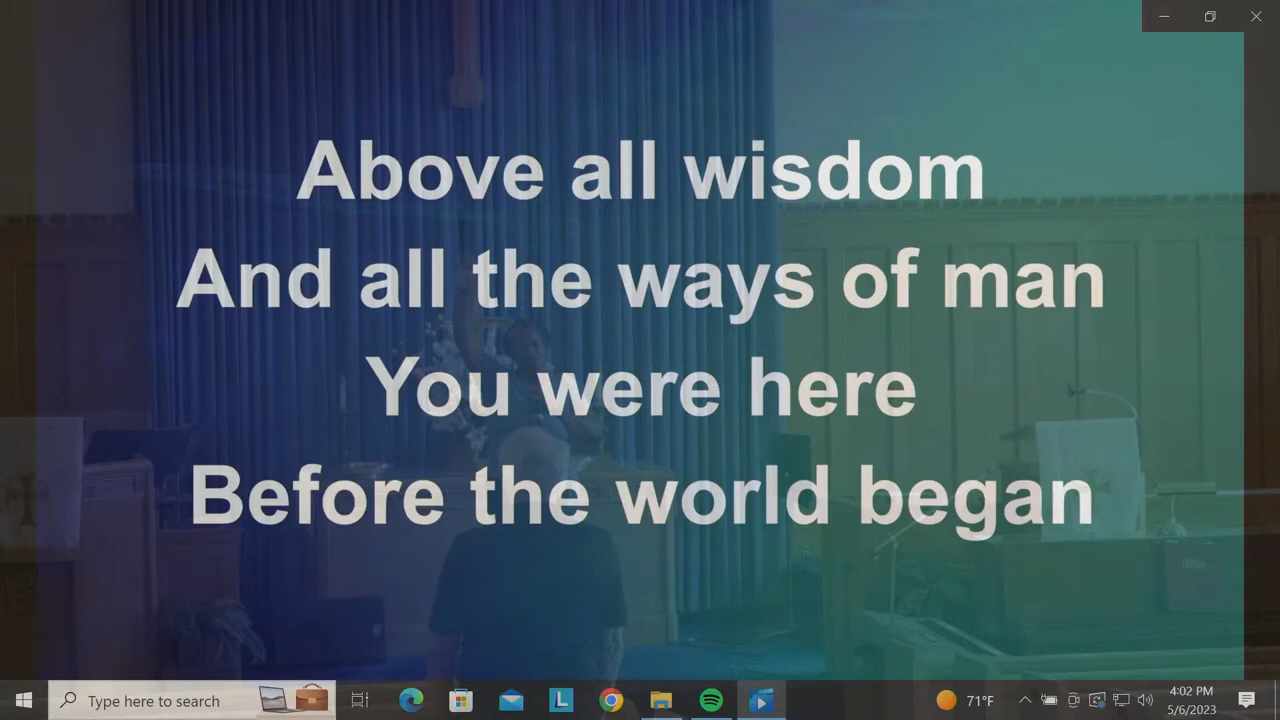 Above all wisdom
And all the ways of man
You were here
Before the world began
Type here to search
L
71°F
4:02 PM
5/6/2023